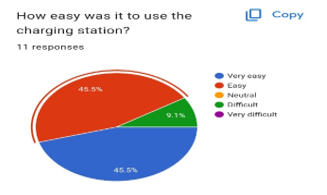 How easy was it to use the
Copy
charging station?
11 responses
45.5%
9.1%
45.5%
Very easy
Easy
Neutral
Difficult
Very difficult